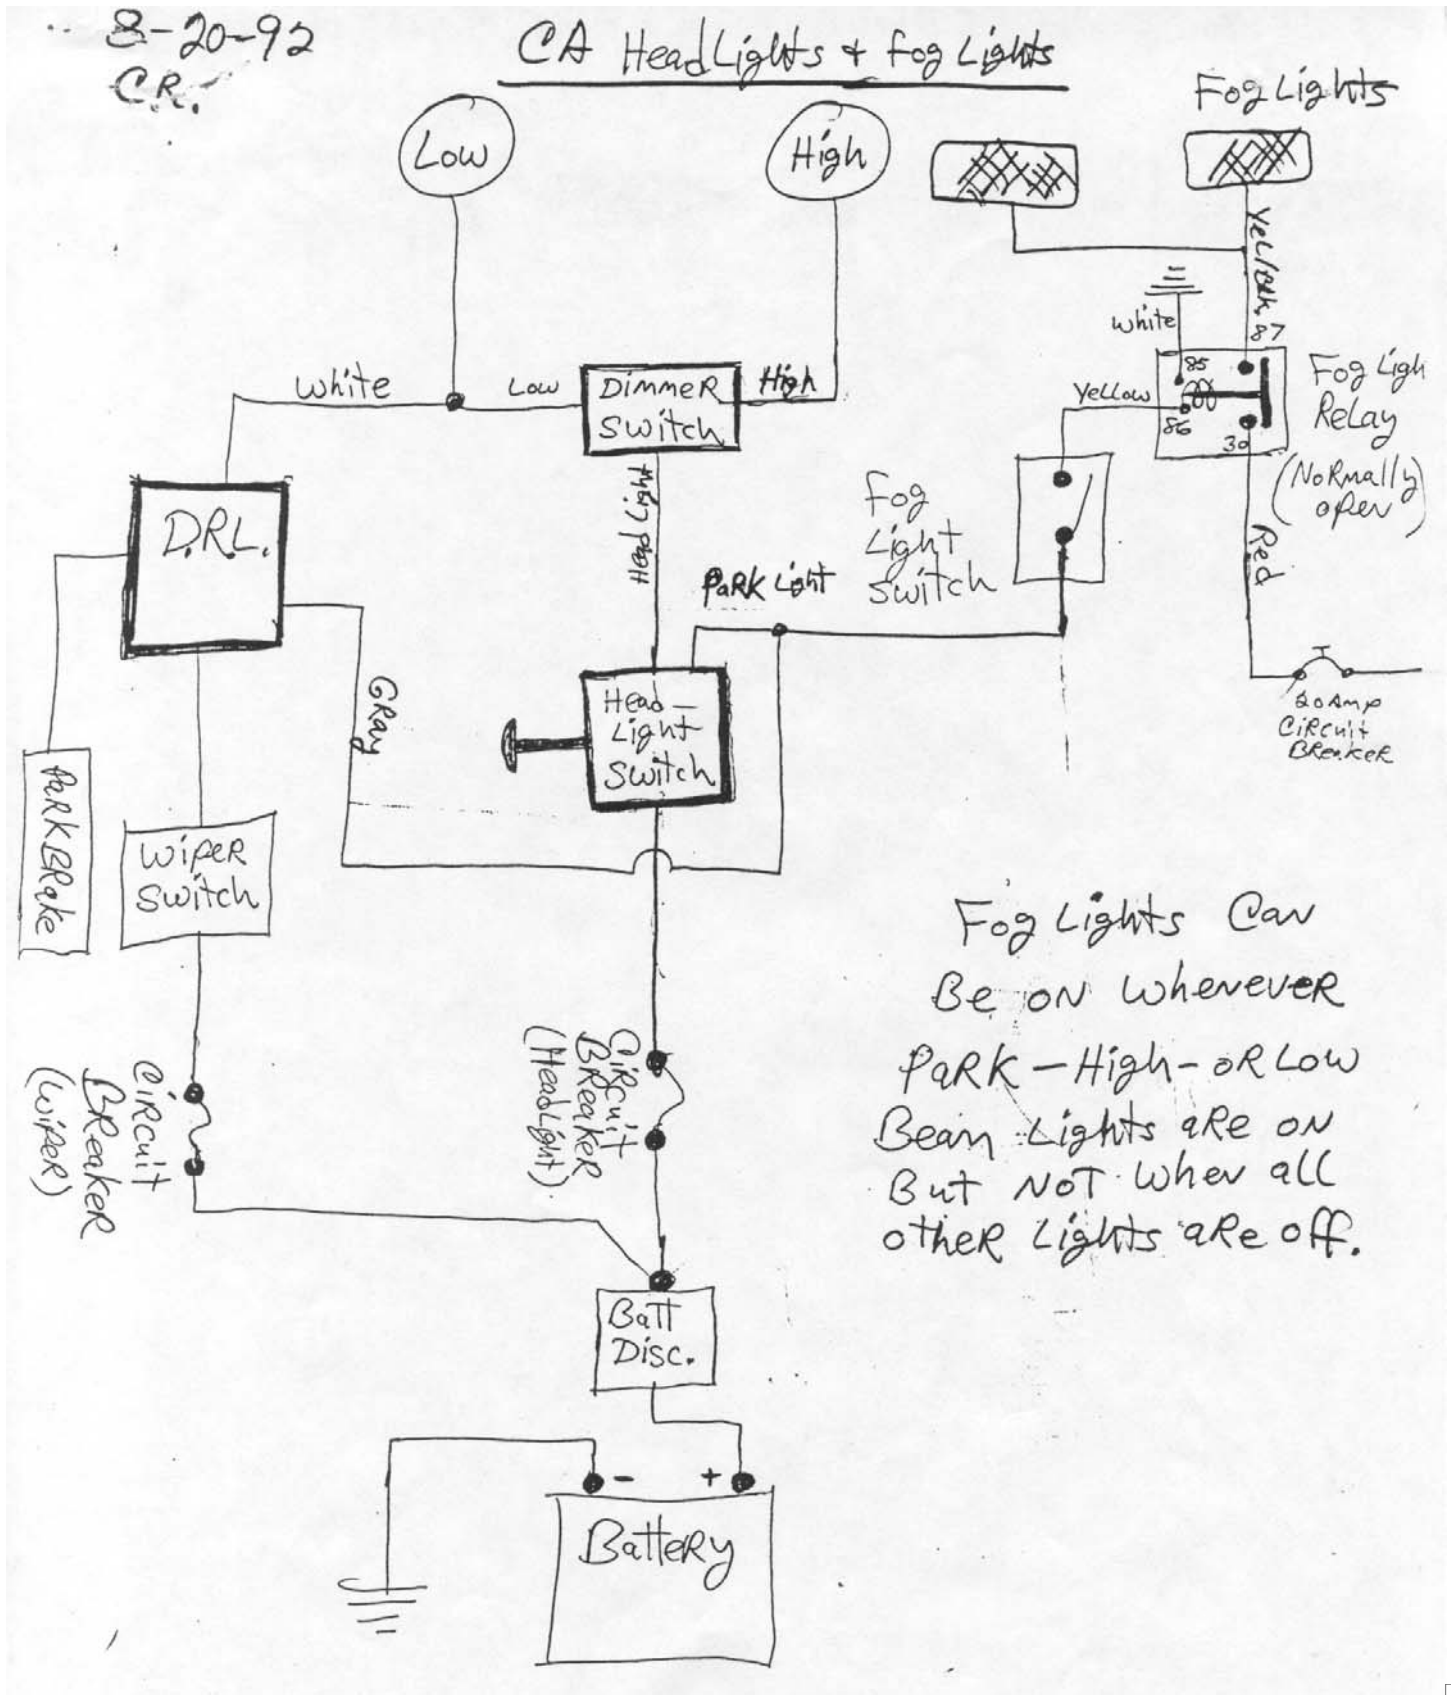 8-20-92
C.R.
CA HeadLights & Fog Lights
Fog Lights
Low
High
Yel/Blk.
White
87
85
86
30
Yellow
Fog Ligh
Relay
(Normally
open)
White
Low
Dimmer
Switch
High
Head Light
D.R.L.
Fog
Light
Switch
Red
Park Light
20 Amp
Circuit
Breaker
Gray
Head-
Light
Switch
Park Brake
Wiper
Switch
Fog Lights Can
Be on Whenever
Park - High - or Low
Beam Lights are on
But Not When all
other Lights are off.
Circuit
Breaker
(Wiper)
Circuit
Breaker
(HeadLight)
Batt
Disc.
- +
Battery